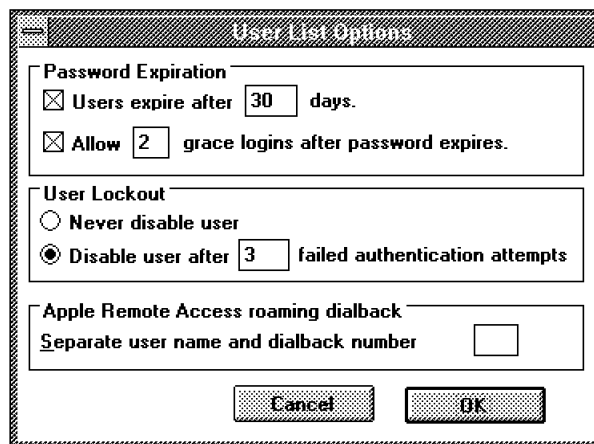 User List Options
Password Expiration
Users expire after 30 days.
Allow 2 grace logins after password expires.
User Lockout
Never disable user
Disable user after 3 failed authentication attempts
Apple Remote Access roaming dialback
Separate user name and dialback number
Cancel OK